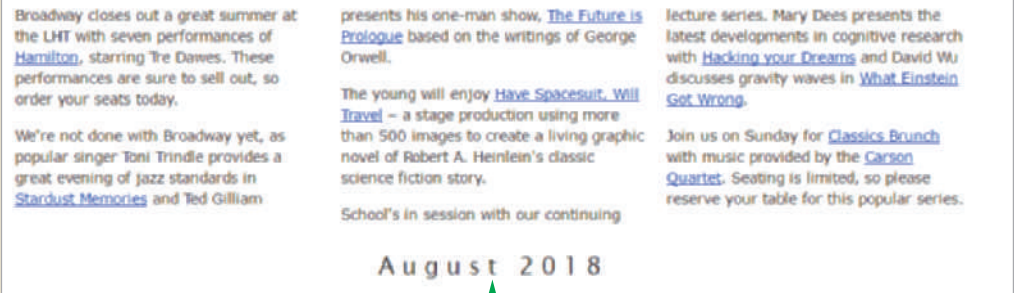 Broadway closes out a great summer at
the LHT with seven performances of
Hamilton, starring Tre Dawes. These
performances are sure to sell out, so
order your seats today.
We're not done with Broadway yet, as
popular singer Toni Trindle provides a
great evening of jazz standards in
Stardust Memories and Ted Gilliam
presents his one-man show, The Future is
Prologue based on the writings of George
Orwell.
The young will enjoy Have Spacesuit, Will
Travel – a stage production using more
than 500 images to create a living graphic
novel of Robert A. Heinlein's classic
science fiction story.
School's in session with our continuing
lecture series. Mary Dees presents the
latest developments in cognitive research
with Hacking your Dreams and David Wu
discusses gravity waves in What Einstein
Got Wrong.
Join us on Sunday for Classics Brunch
with music provided by the Carson
Quartet. Seating is limited, so please
reserve your table for this popular series.
August 2018